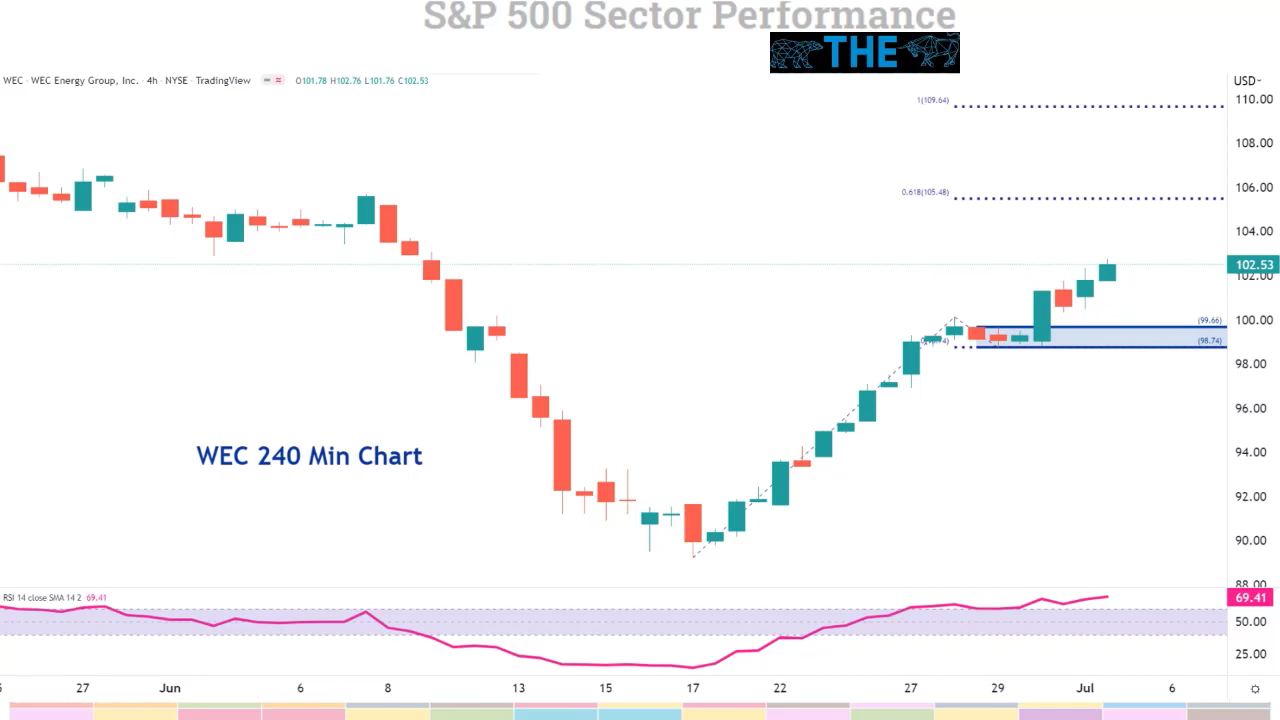 S&P 500 Sector Performance
THE
WEC · WEC Energy Group, Inc. · 4h · NYSE · TradingView O101.78 H102.76 L101.76 C102.53
USD
1(109.64)
110.00
108.00
0.618(105.48)
106.00
104.00
102.53
102.00
(99.66)
100.00
(98.74)
98.00
96.00
WEC 240 Min Chart
94.00
92.00
90.00
88.00
RSI 14 close SMA 14 2 69.41
69.41
50.00
25.00
27 Jun 6 8 13 15 17 22 27 29 Jul 6